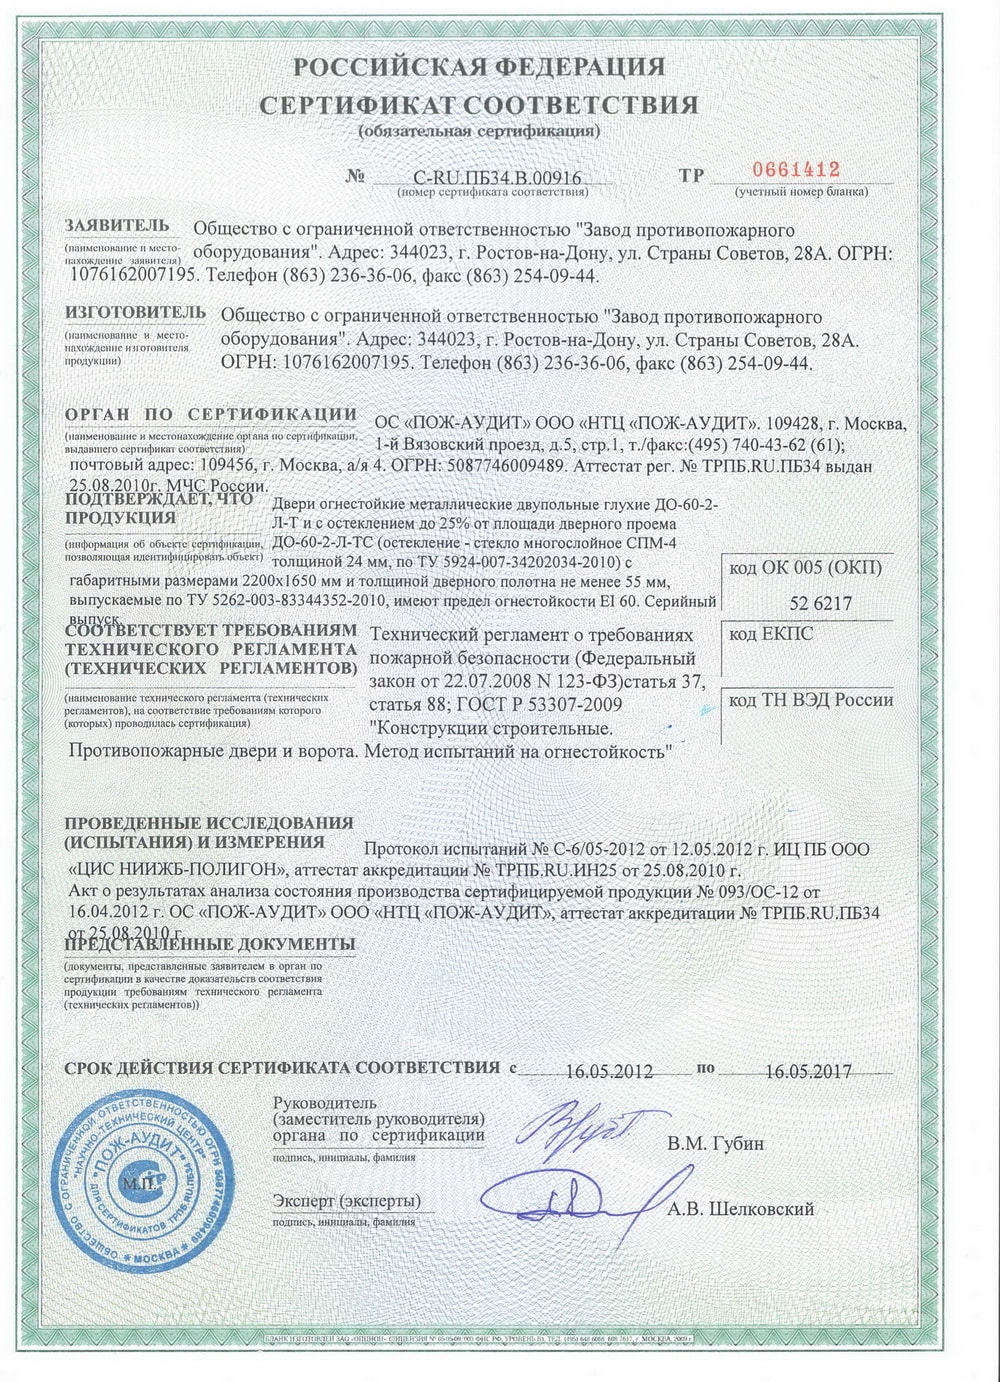 РОССИЙСКАЯ ФЕДЕРАЦИЯ
СЕРТИФИКАТ СООТВЕТСТВИЯ
(обязательная сертификация)
№ C-RU.ПБ34.В.00916 ТР 0661412
(номер сертификата соответствия) (учетный номер бланка)
ЗАЯВИТЕЛЬ Общество с ограниченной ответственностью "Завод противопожарного
(наименование и место-
нахождение заявителя) оборудования". Адрес: 344023, г. Ростов-на-Дону, ул. Страны Советов, 28А. ОГРН:
1076162007195. Телефон (863) 236-36-06, факс (863) 254-09-44.
ИЗГОТОВИТЕЛЬ Общество с ограниченной ответственностью "Завод противопожарного
(наименование и место-
нахождение изготовителя
продукции)
оборудования". Адрес: 344023, г. Ростов-на-Дону, ул. Страны Советов, 28А.
ОГРН: 1076162007195. Телефон (863) 236-36-06, факс (863) 254-09-44.
ОРГАН ПО СЕРТИФИКАЦИИ
(наименование и местонахождение органа по сертификации,
выдавшего сертификат соответствия)
ОС «ПОЖ-АУДИТ» ООО «НТЦ «ПОЖ-АУДИТ». 109428, г. Москва,
1-й Вязовский проезд, д.5, стр.1, т./факс:(495) 740-43-62 (61);
почтовый адрес: 109456, г. Москва, а/я 4. ОГРН: 5087746009489. Аттестат рег. № ТРПБ.RU.ПБ34 выдан
25.08.2010г. МЧС России.
ПОДТВЕРЖДАЕТ, ЧТО
ПРОДУКЦИЯ
(информация об объекте сертификации,
позволяющая идентифицировать объект)
Двери огнестойкие металлические двупольные глухие ДО-60-2-
Л-Т и с остеклением до 25% от площади дверного проема
ДО-60-2-Л-ТС (остекление - стекло многослойное СПМ-4
толщиной 24 мм, по ТУ 5924-007-34202034-2010) с
габаритными размерами 2200х1650 мм и толщиной дверного полотна не менее 55 мм,
выпускаемые по ТУ 5262-003-83344352-2010, имеют предел огнестойкости EI 60. Серийный
выпуск.
код ОК 005 (ОКП)
52 6217
код ЕКПС
код ТН ВЭД России
СООТВЕТСТВУЕТ ТРЕБОВАНИЯМ
ТЕХНИЧЕСКОГО РЕГЛАМЕНТА
(ТЕХНИЧЕСКИХ РЕГЛАМЕНТОВ)
(наименование технического регламента (технических
регламентов), на соответствие требованиям которого
(которых) проводилась сертификация)
Технический регламент о требованиях
пожарной безопасности (Федеральный
закон от 22.07.2008 N 123-ФЗ)статья 37,
статья 88; ГОСТ Р 53307-2009
"Конструкции строительные.
Противопожарные двери и ворота. Метод испытаний на огнестойкость"
ПРОВЕДЕННЫЕ ИССЛЕДОВАНИЯ
(ИСПЫТАНИЯ) И ИЗМЕРЕНИЯ
Протокол испытаний № С-6/05-2012 от 12.05.2012 г. ИЦ ПБ ООО
«ЦИС НИИЖБ-ПОЛИГОН», аттестат аккредитации № ТРПБ.RU.ИН25 от 25.08.2010 г.
Акт о результатах анализа состояния производства сертифицируемой продукции № 093/ОС-12 от
16.04.2012 г. ОС «ПОЖ-АУДИТ» ООО «НТЦ «ПОЖ-АУДИТ», аттестат аккредитации № ТРПБ.RU.ПБ34
от 25.08.2010 г.
ПРЕДСТАВЛЕННЫЕ ДОКУМЕНТЫ
(документы, представленные заявителем в орган по
сертификации в качестве доказательств соответствия
продукции требованиям технического регламента
(технических регламентов))
СРОК ДЕЙСТВИЯ СЕРТИФИКАТА СООТВЕТСТВИЯ с 16.05.2012 по 16.05.2017
Руководитель
(заместитель руководителя)
органа по сертификации
подпись, инициалы, фамилия
В.М. Губин
Эксперт (эксперты)
подпись, инициалы, фамилия
А.В. Шелковский
ОБЩЕСТВО С ОГРАНИЧЕННОЙ ОТВЕТСТВЕННОСТЬЮ ОГРН 5087746009489
"НАУЧНО-ТЕХНИЧЕСКИЙ ЦЕНТР"
"ПОЖ-АУДИТ"
ДЛЯ СЕРТИФИКАТОВ ТРПБ.RU.ПБ34
М.П.
* МОСКВА *